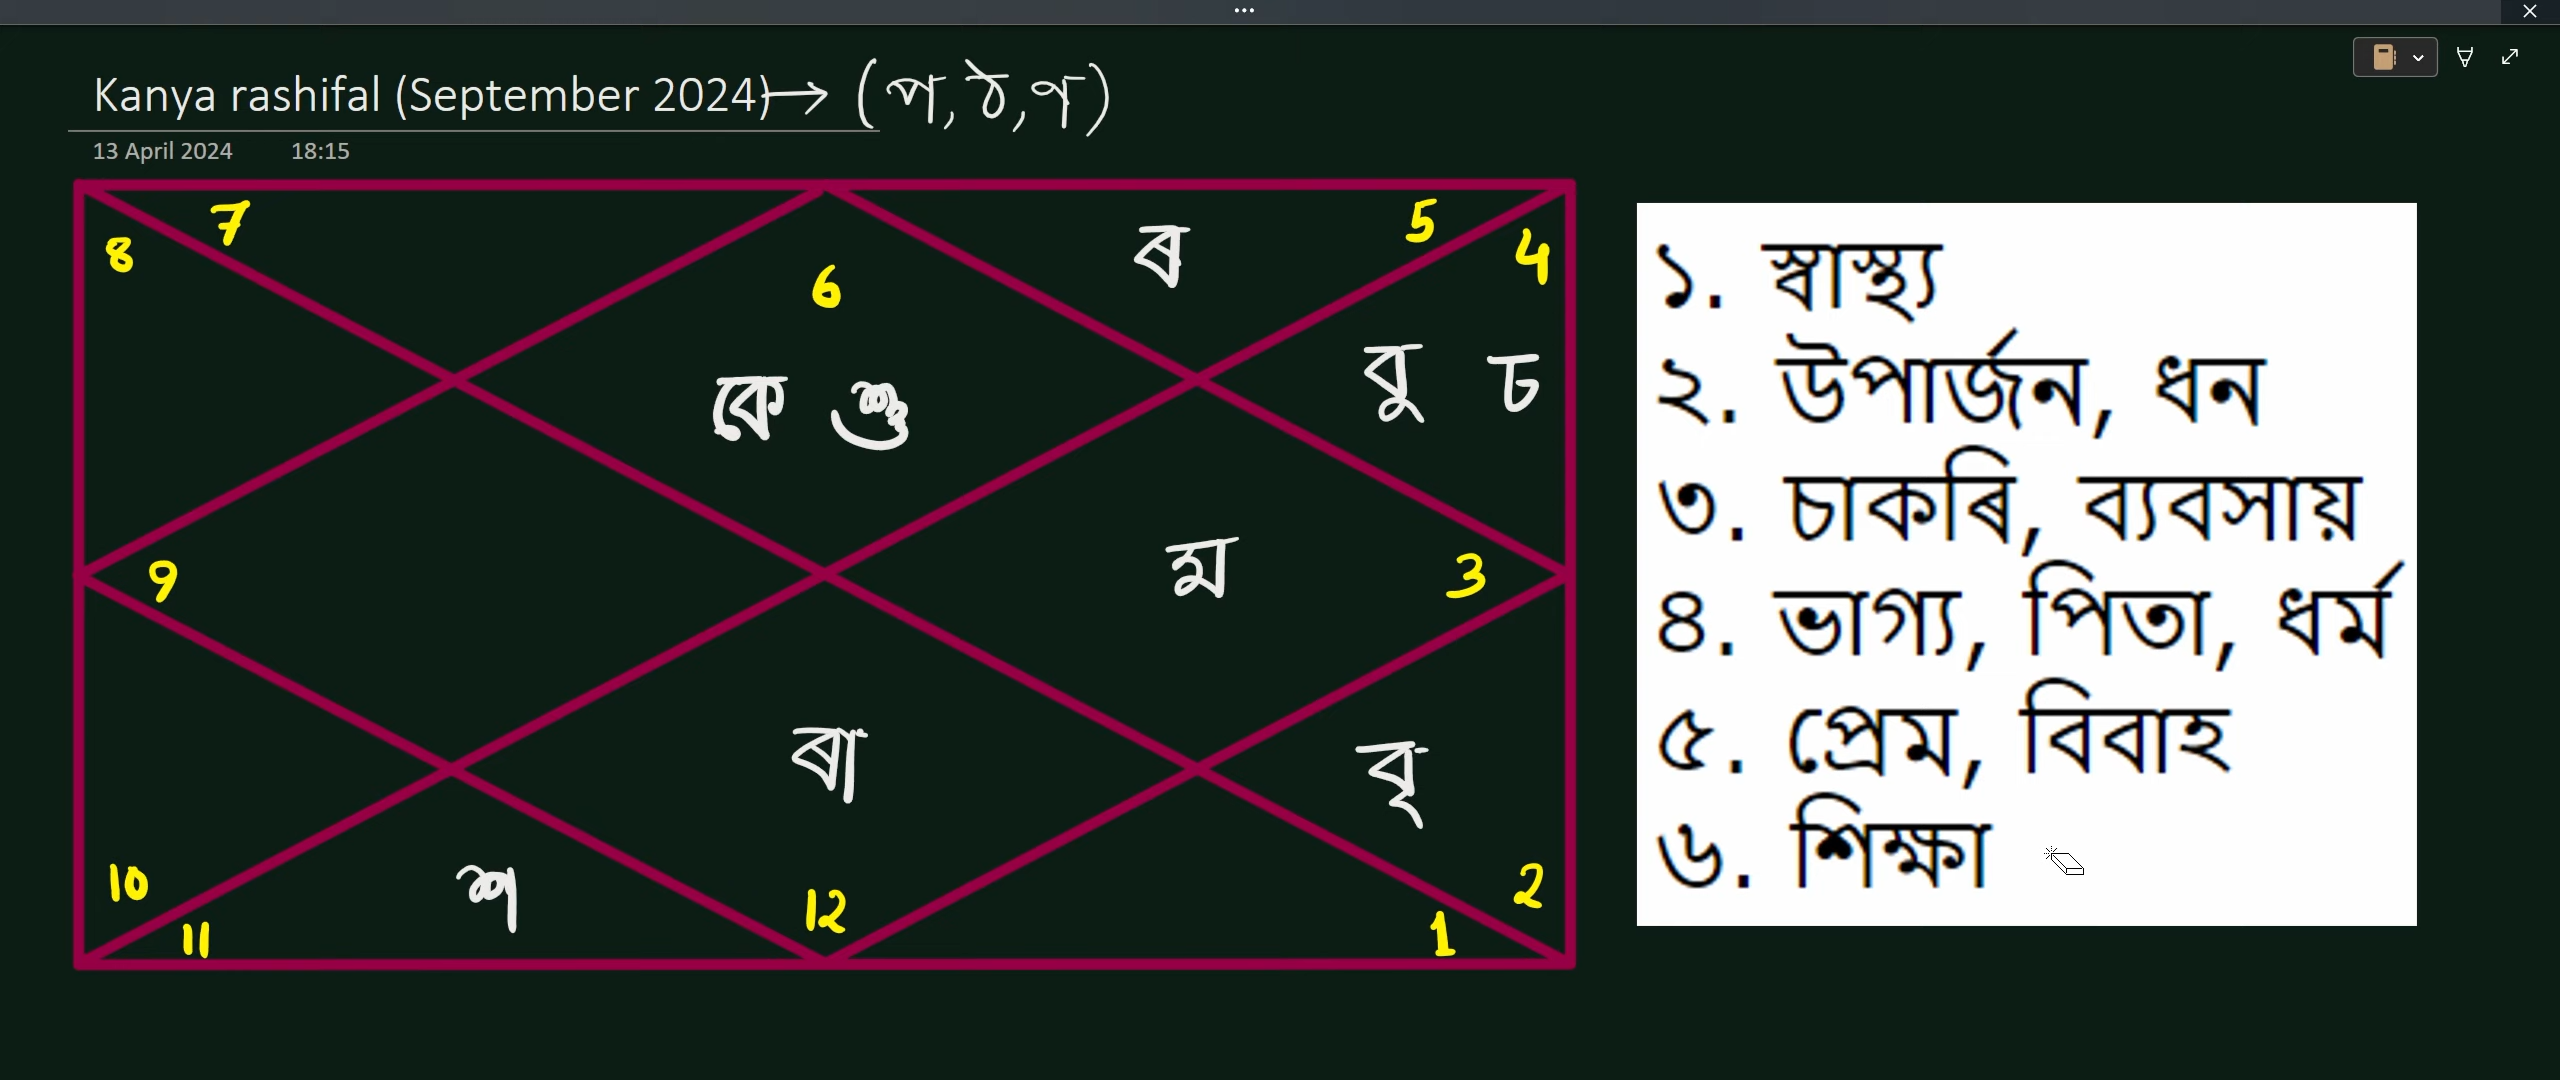 Kanya rashifal (September 2024) → (প, ঠ, ণ)
13 April 2024 18:15
7
8
6
ৰ
5
4
কে শু
বু চ
9
ম
3
ৰা
বৃ
10
11
শ
12
1
2
১. স্বাস্থ্য
২. উপাৰ্জন, ধন
৩. চাকৰি, ব্যবসায়
৪. ভাগ্য, পিতা, ধৰ্ম
৫. প্ৰেম, বিবাহ
৬. শিক্ষা